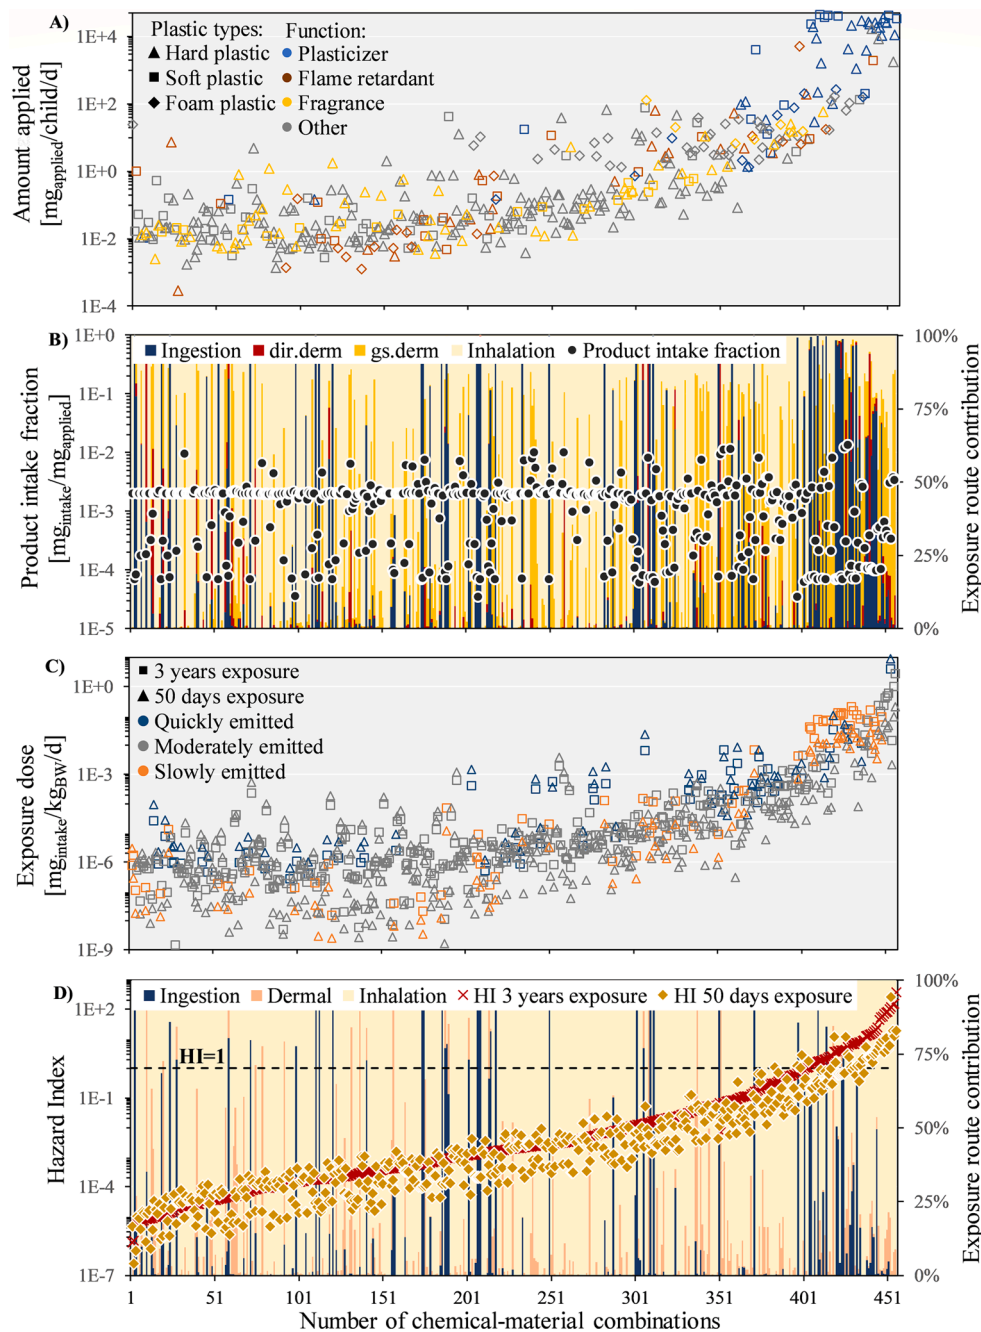 A)
Plastic types: Function:
Hard plastic Plasticizer
Soft plastic Flame retardant
Foam plastic Fragrance
Other
Amount applied
[mg_applied/child/d]
1E+4
1E+2
1E+0
1E-2
1E-4
B)
Ingestion dir.derm gs.derm Inhalation Product intake fraction
Product intake fraction
[mg_intake/mg_applied]
1E+0
1E-1
1E-2
1E-3
1E-4
1E-5
100%
75%
50%
25%
0%
Exposure route contribution
C)
3 years exposure
50 days exposure
Quickly emitted
Moderately emitted
Slowly emitted
Exposure dose
[mg_intake/kg_BW/d]
1E+0
1E-3
1E-6
1E-9
D)
Ingestion Dermal Inhalation HI 3 years exposure HI 50 days exposure
HI=1
Hazard Index
1E+2
1E-1
1E-4
1E-7
100%
75%
50%
25%
0%
Exposure route contribution
1 51 101 151 201 251 301 351 401 451
Number of chemical-material combinations